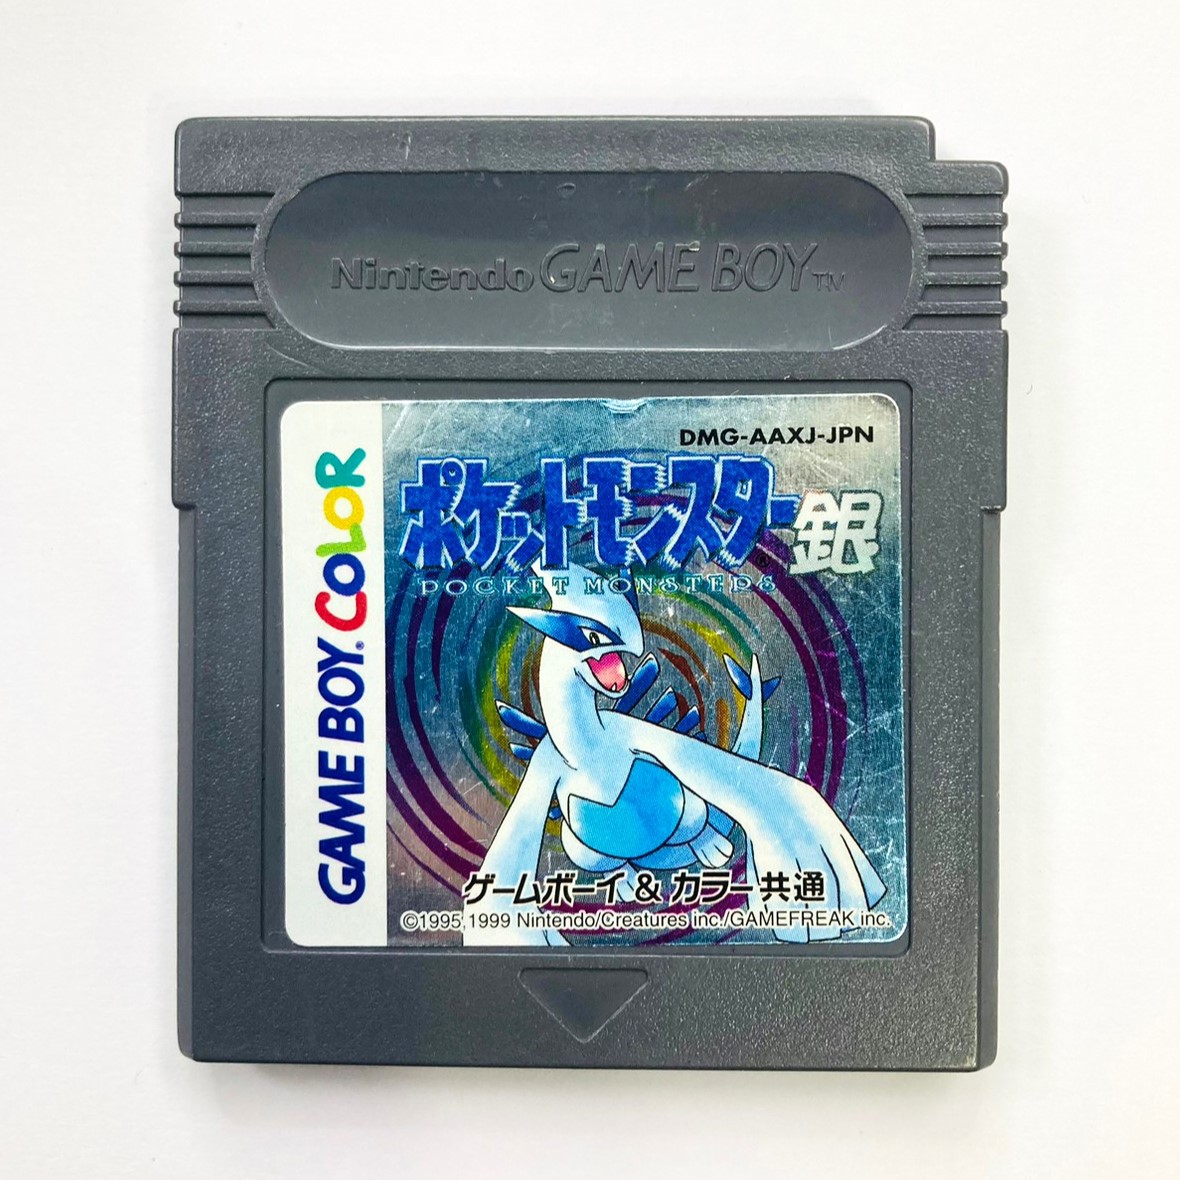 Nintendo GAME BOY TM
GAME BOY® COLOR
DMG-AAXJ-JPN
ポケットモンスター銀
®
POCKET MONSTERS
ゲームボーイ & カラー共通
©1995,1999 Nintendo/Creatures inc./GAMEFREAK inc.